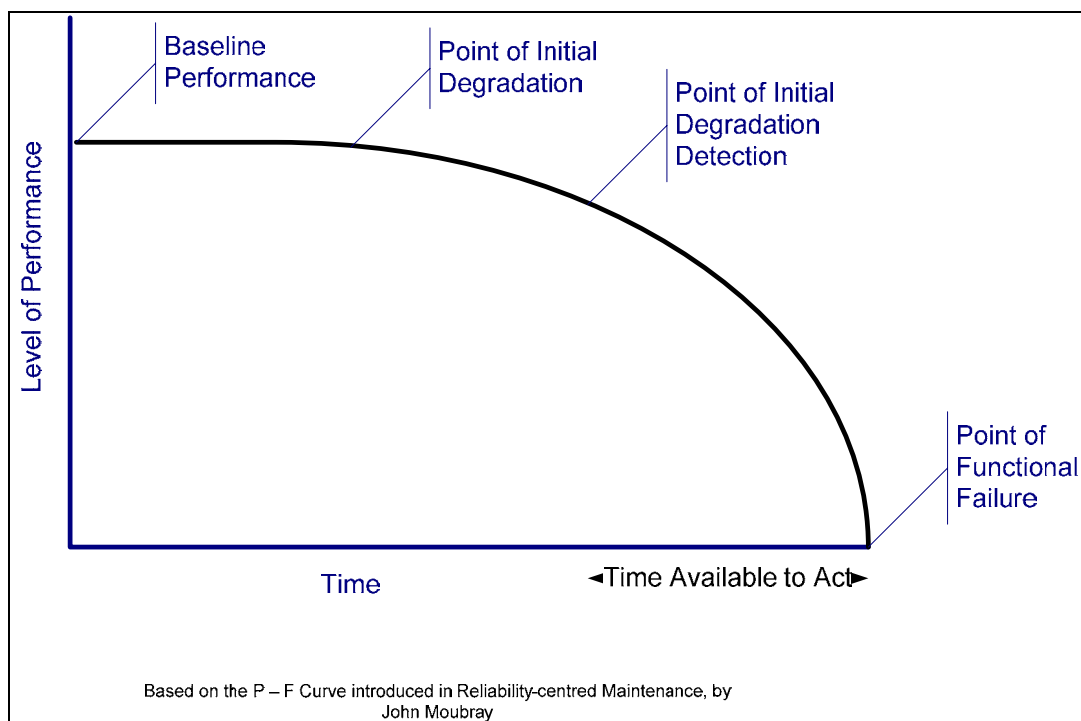 Baseline
Performance
Point of Initial
Degradation
Point of Initial
Degradation
Detection
Level of Performance
Point of
Functional
Failure
Time
Time Available to Act
Based on the P – F Curve introduced in Reliability-centred Maintenance, by
John Moubray